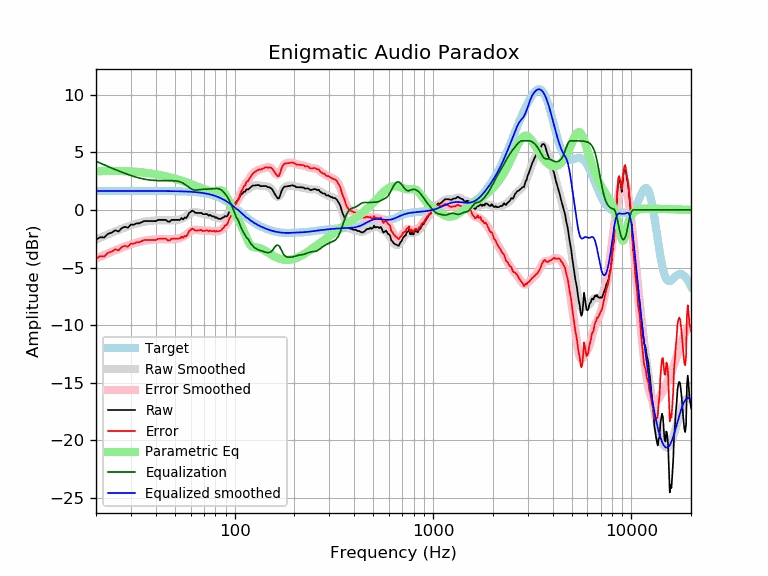 Enigmatic Audio Paradox
10
5
0
−5
−10
−15
−20
−25
Amplitude (dBr)
Target
Raw Smoothed
Error Smoothed
Raw
Error
Parametric Eq
Equalization
Equalized smoothed
100
1000
10000
Frequency (Hz)